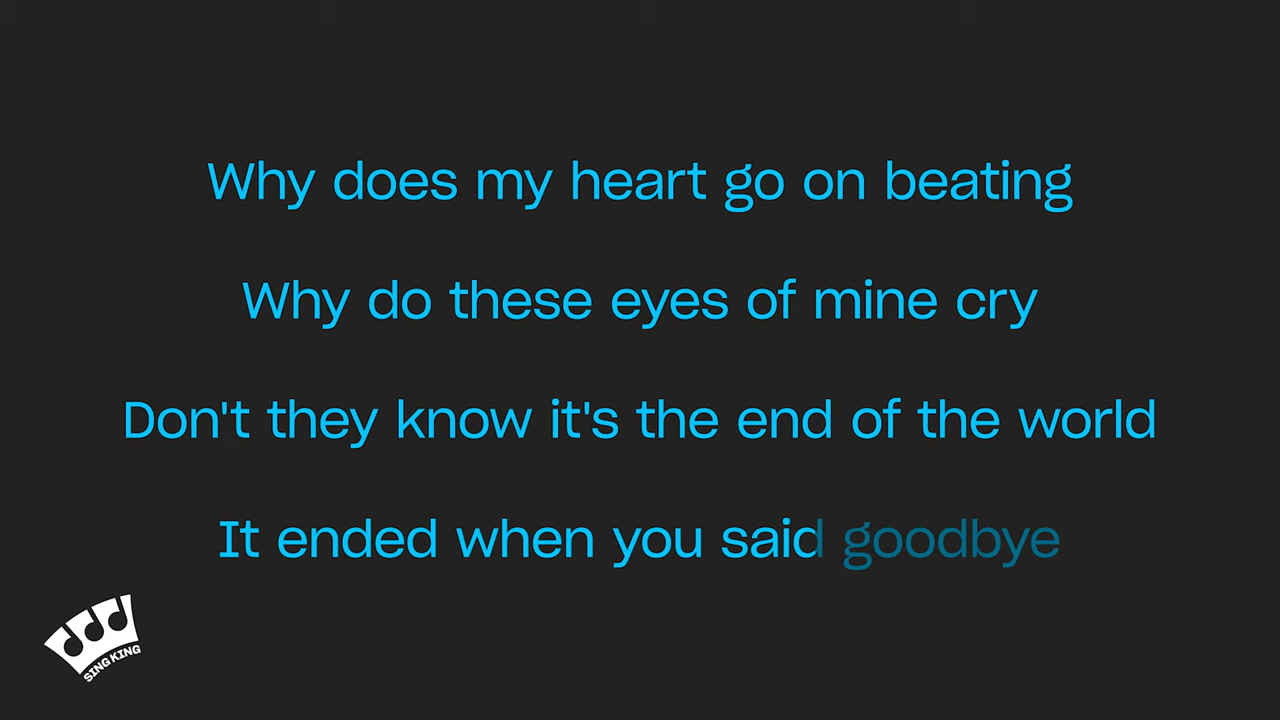 Why does my heart go on beating
Why do these eyes of mine cry
Don't they know it's the end of the world
It ended when you said goodbye
SING KING